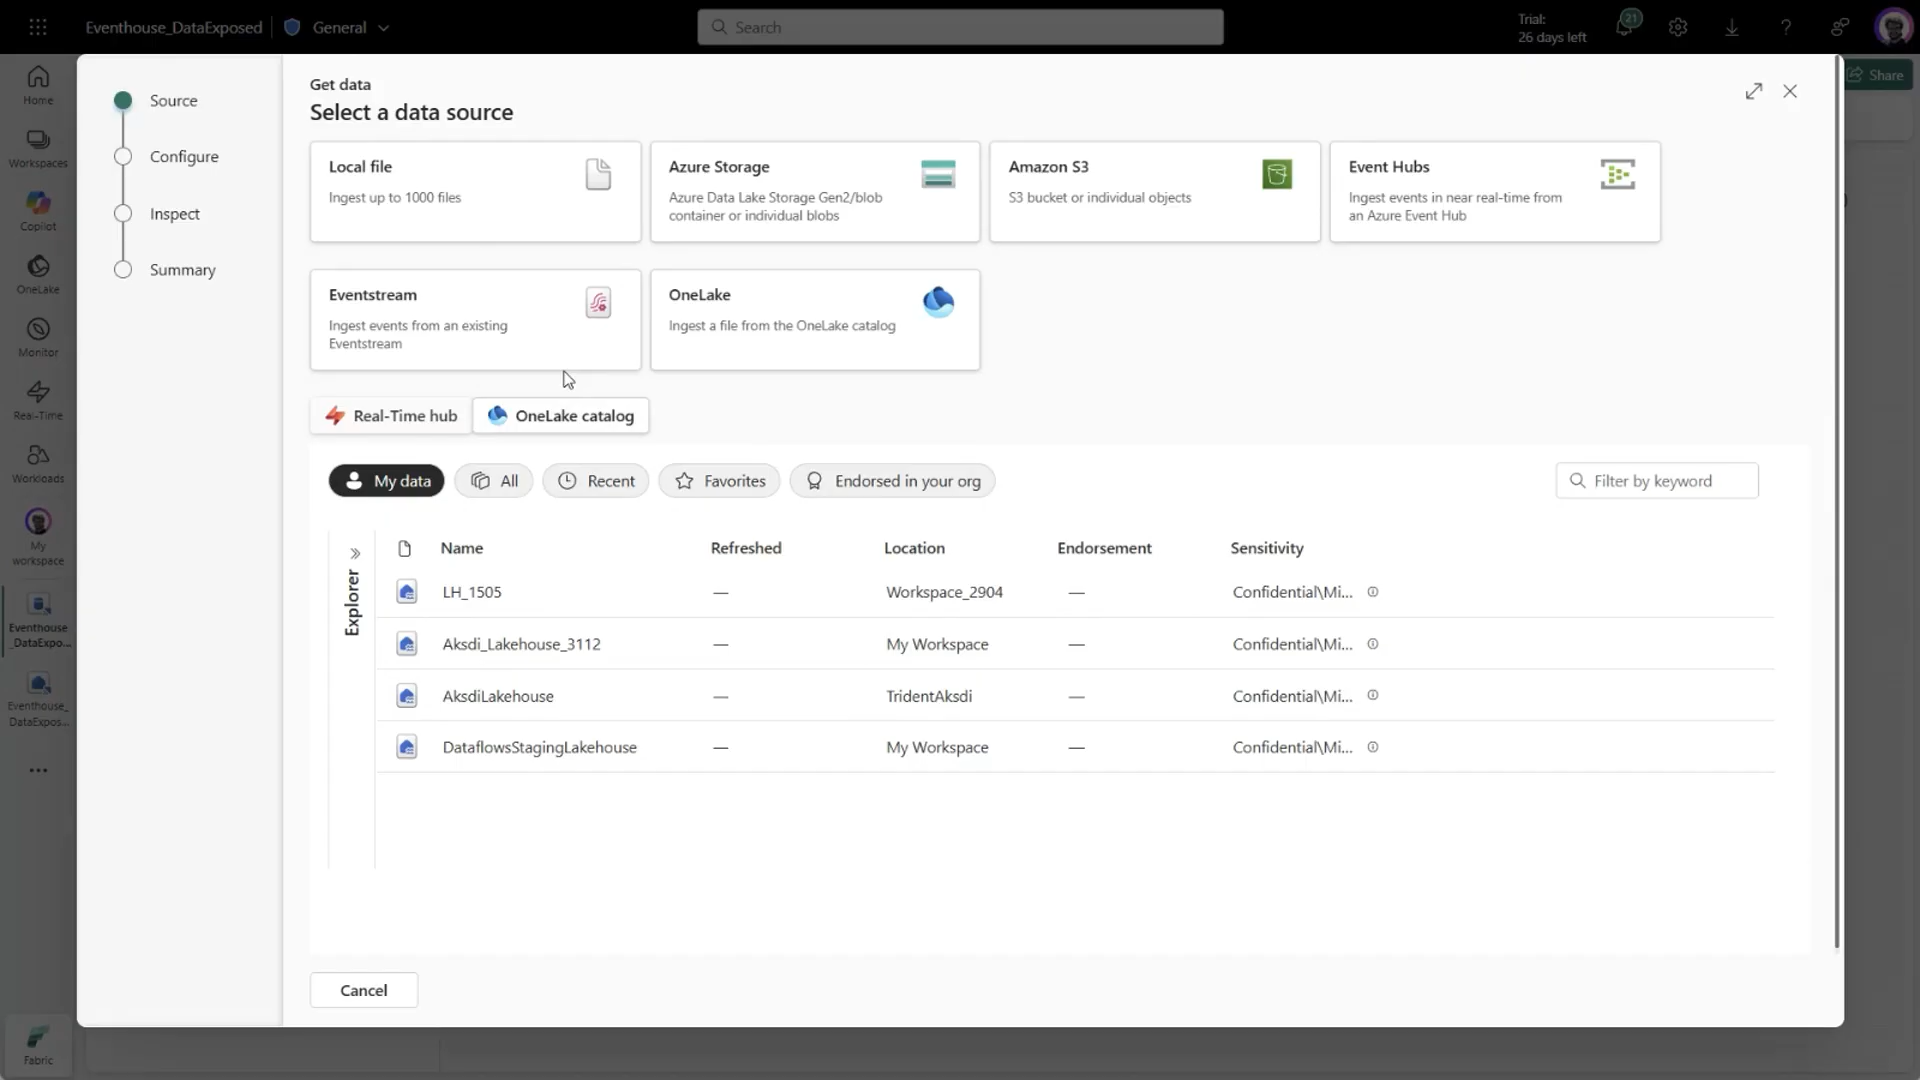 Eventhouse_DataExposed
General
Search
Trial:
26 days left
21
Share
Home
Workspaces
Copilot
OneLake
Monitor
Real-Time
Workloads
My
workspace
Eventhouse
_DataExpo...
Eventhouse_
DataExpos...
Fabric
Source
Configure
Inspect
Summary
Get data
Select a data source
Local file
Ingest up to 1000 files
Azure Storage
Azure Data Lake Storage Gen2/blob
container or individual blobs
Amazon S3
S3 bucket or individual objects
Event Hubs
Ingest events in near real-time from
an Azure Event Hub
Eventstream
Ingest events from an existing
Eventstream
OneLake
Ingest a file from the OneLake catalog
Real-Time hub
OneLake catalog
My data
All
Recent
Favorites
Endorsed in your org
Filter by keyword
Explorer
Name Refreshed Location Endorsement Sensitivity
LH_1505 — Workspace_2904 — Confidential\Mi...
Aksdi_Lakehouse_3112 — My Workspace — Confidential\Mi...
AksdiLakehouse — TridentAksdi — Confidential\Mi...
DataflowsStagingLakehouse — My Workspace — Confidential\Mi...
Cancel